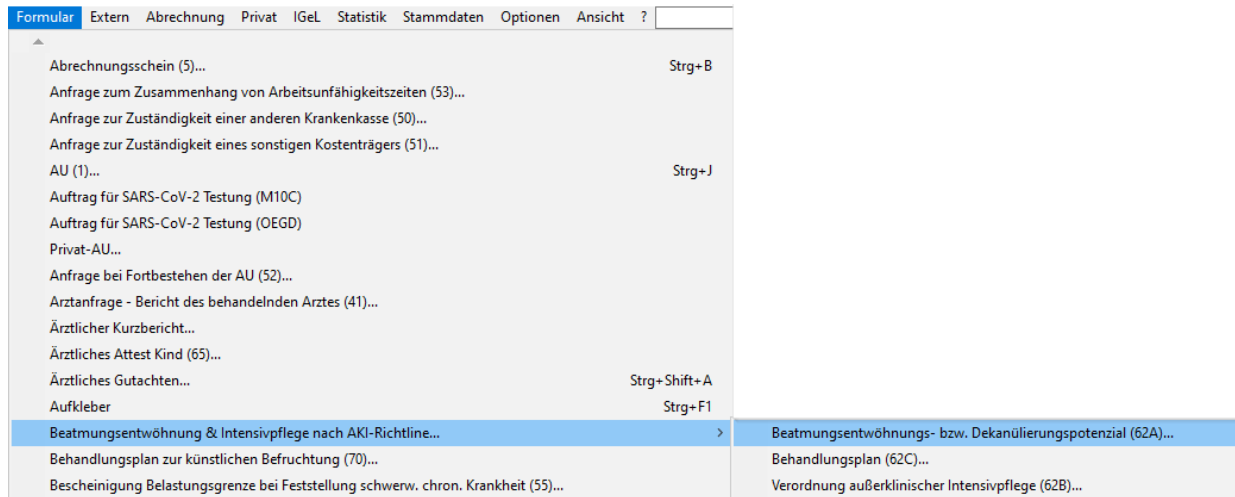 Formular Extern Abrechnung Privat IGeL Statistik Stammdaten Optionen Ansicht ?
Abrechnungsschein (5)... Strg+B
Anfrage zum Zusammenhang von Arbeitsunfähigkeitszeiten (53)...
Anfrage zur Zuständigkeit einer anderen Krankenkasse (50)...
Anfrage zur Zuständigkeit eines sonstigen Kostenträgers (51)...
AU (1)... Strg+J
Auftrag für SARS-CoV-2 Testung (M10C)
Auftrag für SARS-CoV-2 Testung (OEGD)
Privat-AU...
Anfrage bei Fortbestehen der AU (52)...
Arztanfrage - Bericht des behandelnden Arztes (41)...
Ärztlicher Kurzbericht...
Ärztliches Attest Kind (65)...
Ärztliches Gutachten... Strg+Shift+A
Aufkleber Strg+F1
Beatmungsentwöhnung & Intensivpflege nach AKI-Richtline... > Beatmungsentwöhnungs- bzw. Dekanülierungspotenzial (62A)...
Behandlungsplan zur künstlichen Befruchtung (70)... Behandlungsplan (62C)...
Bescheinigung Belastungsgrenze bei Feststellung schwerw. chron. Krankheit (55)... Verordnung außerklinischer Intensivpflege (62B)...